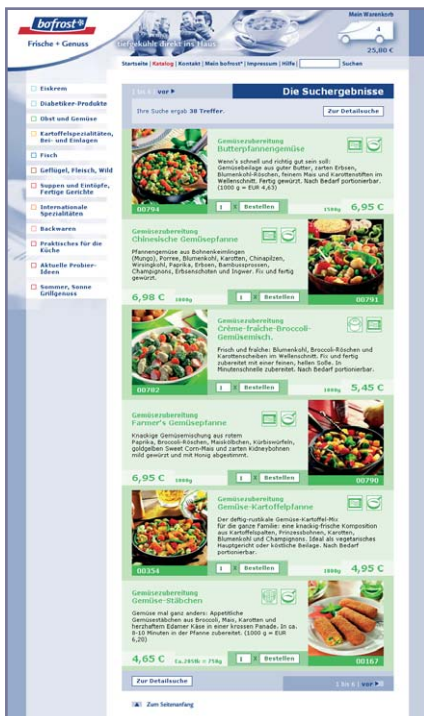 bofrost*
Frische + Genuss
tiefgekühlt direkt ins Haus
Mein Warenkorb
4
25,80 €
Startseite | Katalog | Kontakt | Mein bofrost* | Impressum | Hilfe | Suchen
Eiskrem
Diabetiker-Produkte
Obst und Gemüse
Kartoffelspezialitäten,
Bei- und Einlagen
Fisch
Geflügel, Fleisch, Wild
Suppen und Eintöpfe,
Fertige Gerichte
Internationale
Spezialitäten
Backwaren
Praktisches für die
Küche
Aktuelle Probier-
Ideen
Sommer, Sonne
Grillgenuss
1 bis 6 | vor
Die Suchergebnisse
Ihre Suche ergab 38 Treffer.
Zur Detailsuche
Gemüsezubereitung
Butterpfannengemüse
Wenn's schnell und richtig gut sein soll:
Gemüsebeilage aus guter Butter, zarten Erbsen,
Blumenkohl-Röschen, feinem Mais und Karottenstiften im
Wellenschnitt. Fertig gewürzt. Nach Bedarf portionierbar.
(1000 g = EUR 4,63)
00794
1 X Bestellen
1500g 6,95 €
Gemüsezubereitung
Chinesische Gemüsepfanne
Pfannengemüse aus Bohnenkeimlingen
(Mungo), Porree, Blumenkohl, Karotten, Chinapilzen,
Wirsingkohl, Paprika, Erbsen, Bambussprossen,
Champignons, Erbsenschoten und Ingwer. Fix und fertig
gewürzt.
6,98 € 1000g
1 X Bestellen
00791
Gemüsezubereitung
Crème-fraîche-Broccoli-
Gemüsemisch.
Frisch und fraîche: Blumenkohl, Broccoli-Röschen und
Karottenscheiben im Wellenschnitt. Fix und fertig
zubereitet mit einer feinen, hellen Soße. In
Minutenschnelle zubereitet. Nach Bedarf portionierbar.
00782
1 X Bestellen
1000g 5,45 €
Gemüsezubereitung
Farmer's Gemüsepfanne
Knackige Gemüsemischung aus rotem
Paprika, Broccoli-Röschen, Maiskölbchen, Kürbiswürfeln,
goldgelben Sweet Corn-Mais und zarten Kidneybohnen
mild gewürzt und mit Honig abgestimmt.
6,95 € 1000g
1 X Bestellen
00790
Gemüsezubereitung
Gemüse-Kartoffelpfanne
Der deftig-rustikale Gemüse-Kartoffel-Mix
für die ganze Familie: eine knackig-frische Komposition
aus Kartoffelspalten, Prinzessbohnen, Karotten,
Blumenkohl und Champignons. Ideal als vegetarisches
Hauptgericht oder köstliche Beilage. Nach Bedarf
portionierbar.
00354
1 X Bestellen
1000g 4,95 €
Gemüsezubereitung
Gemüse-Stäbchen
Gemüse mal ganz anders: Appetitliche
Gemüsestäbchen aus Broccoli, Mais, Karotten und
herzhaftem Edamer Käse in einer krossen Panade. In ca.
8-10 Minuten in der Pfanne zubereitet. (1000 g = EUR
6,20)
4,65 € Ca.20Stk = 750g
1 X Bestellen
00167
Zur Detailsuche
1 bis 6 | vor
Zum Seitenanfang